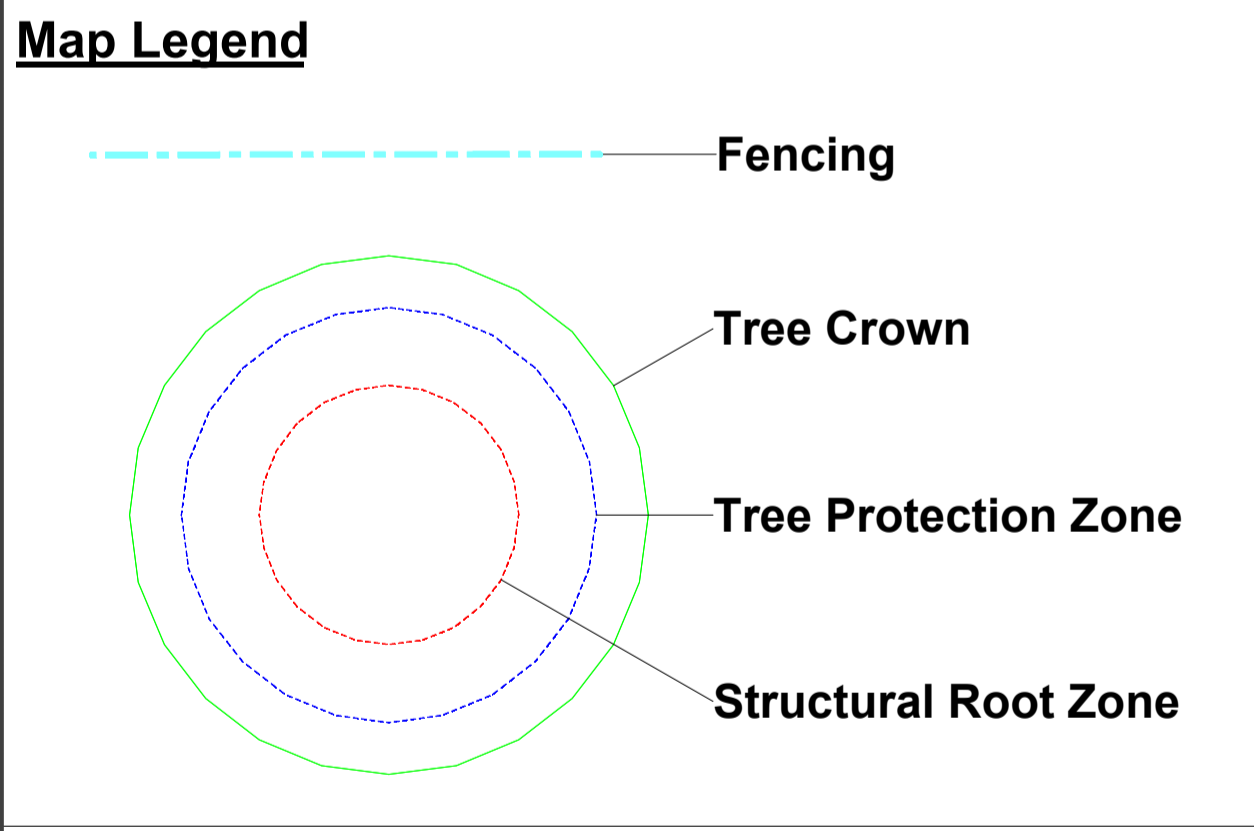 Map Legend
Fencing
Tree Crown
Tree Protection Zone
Structural Root Zone